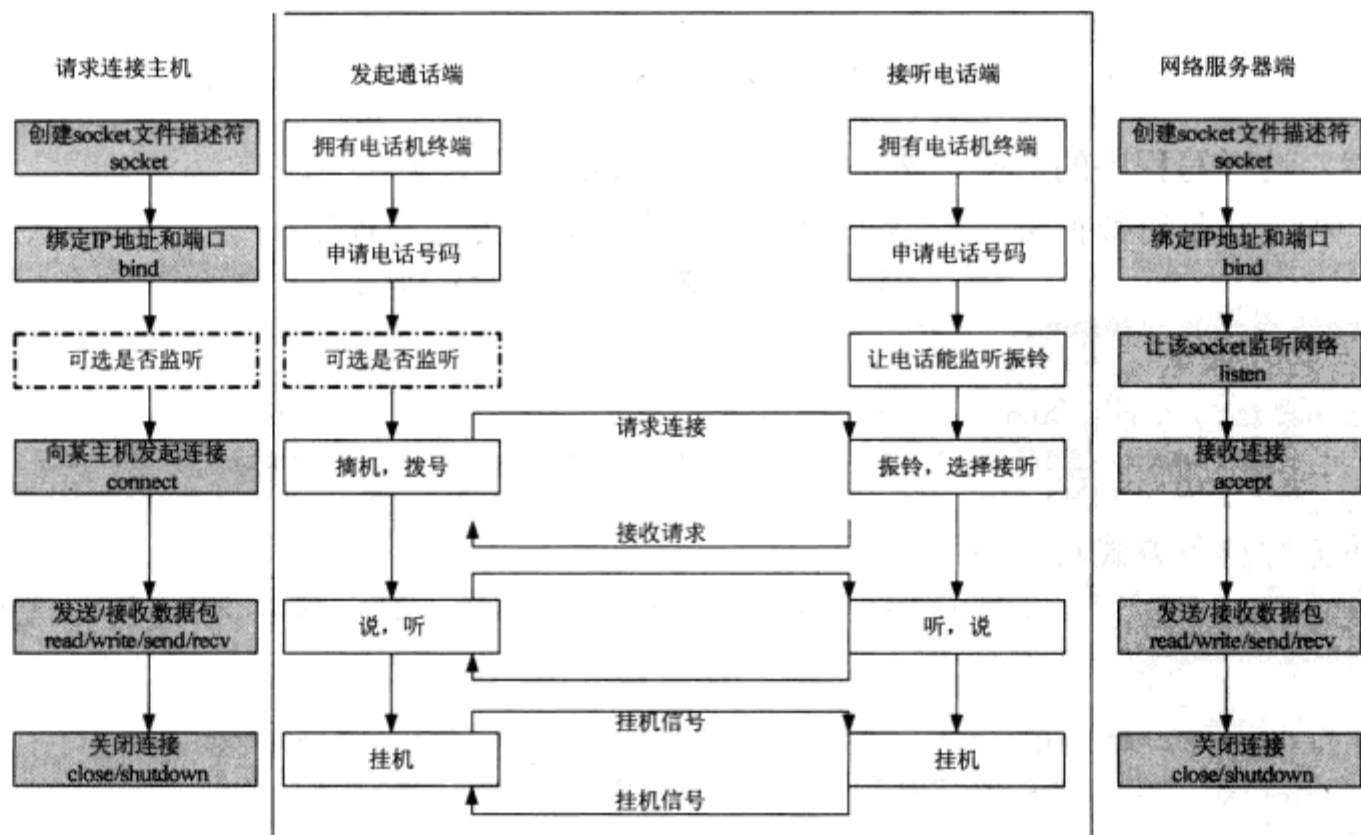 请求连接主机
发起通话端
接听电话端
网络服务器端
创建socket文件描述符
socket
拥有电话机终端
拥有电话机终端
创建socket文件描述符
socket
绑定IP地址和端口
bind
申请电话号码
申请电话号码
绑定IP地址和端口
bind
可选是否监听
可选是否监听
让电话能监听振铃
让该socket监听网络
listen
请求连接
向某主机发起连接
connect
摘机，拨号
振铃，选择接听
接收连接
accept
接收请求
发送/接收数据包
read/write/send/recv
说，听
听，说
发送/接收数据包
read/write/send/recv
挂机信号
关闭连接
close/shutdown
挂机
挂机
关闭连接
close/shutdown
挂机信号